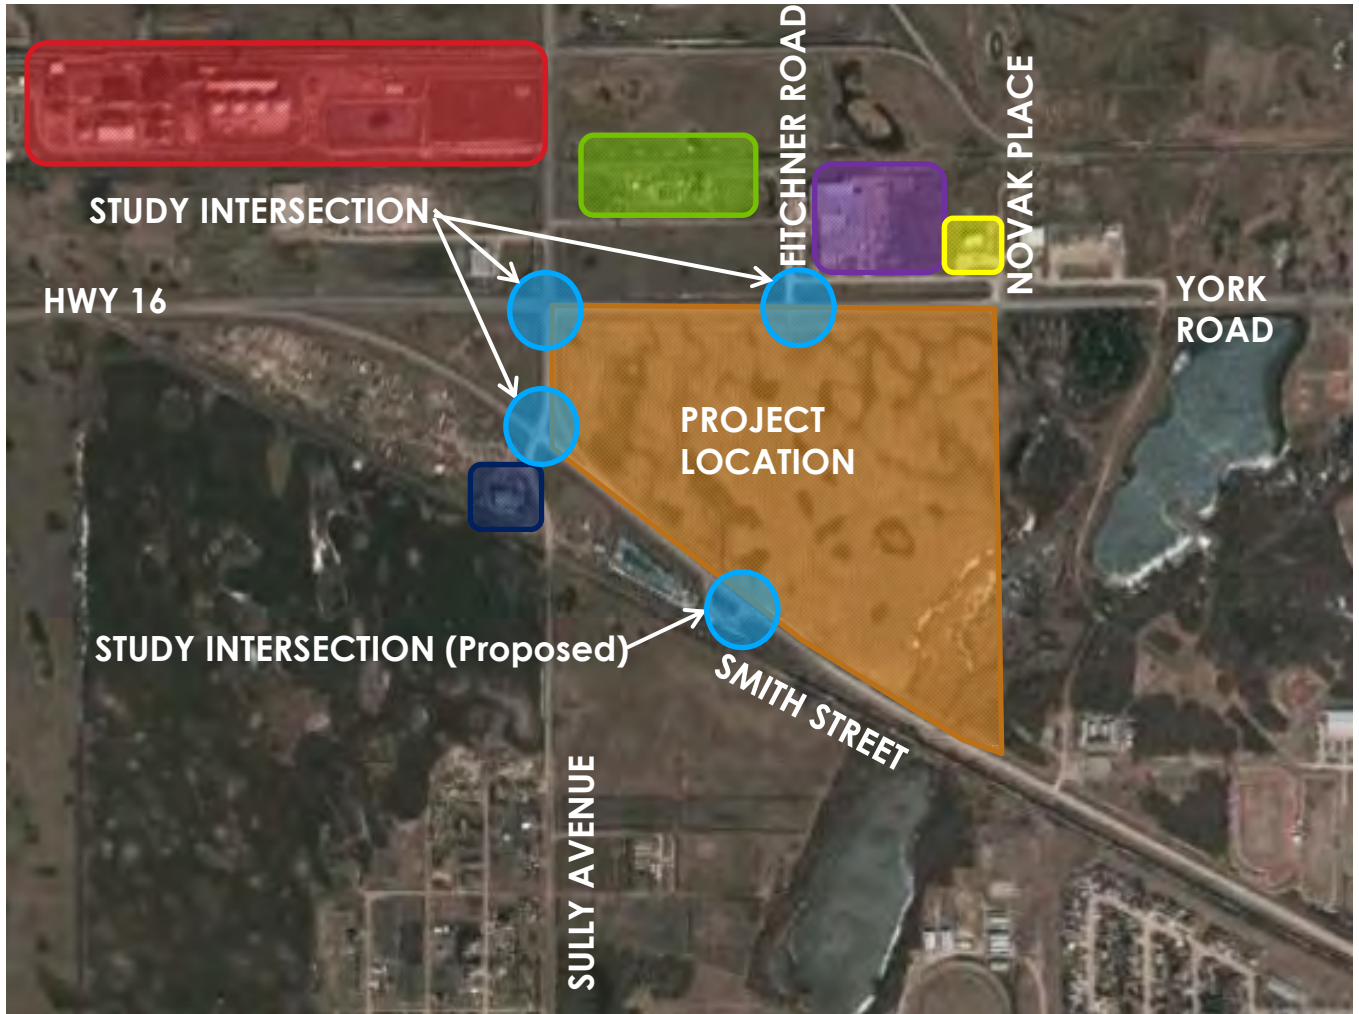 FITCHNER ROAD
NOVAK PLACE
STUDY INTERSECTION
HWY 16
YORK
ROAD
PROJECT
LOCATION
STUDY INTERSECTION (Proposed)
SMITH STREET
SULLY AVENUE